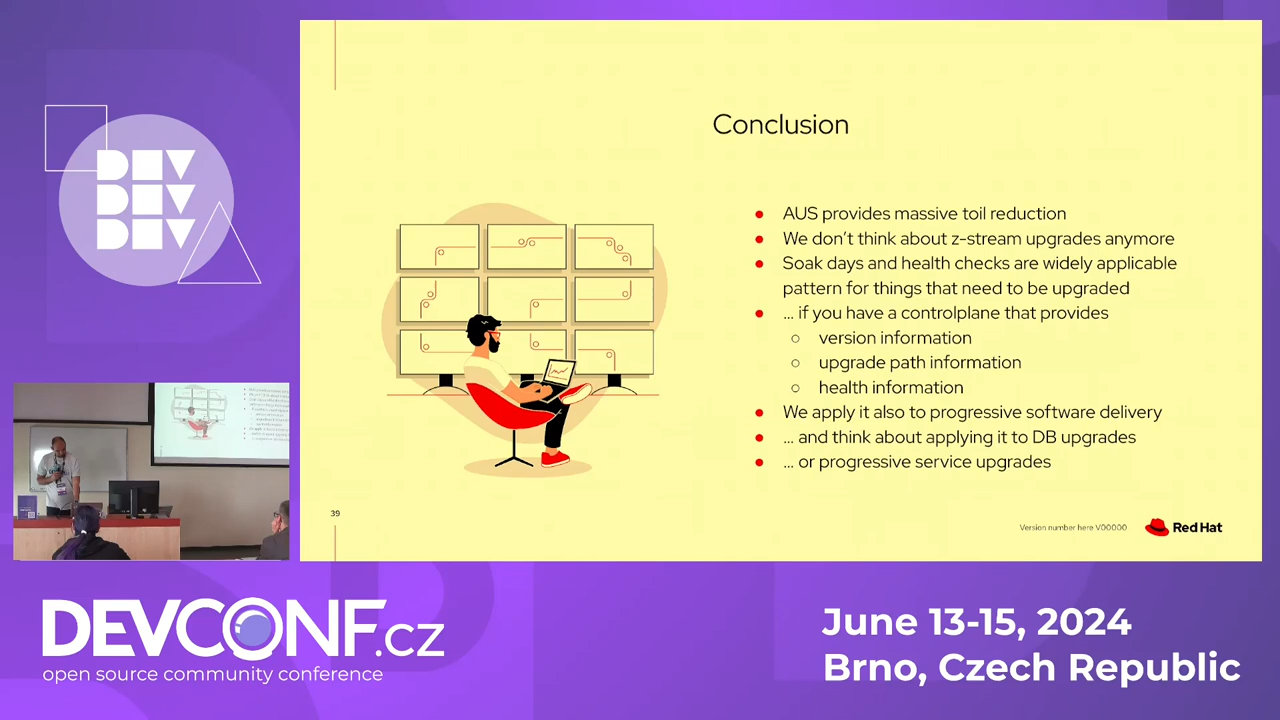 DEV
DEV
DEV
Conclusion
● AUS provides massive toil reduction
● We don't think about z-stream upgrades anymore
● Soak days and health checks are widely applicable
pattern for things that need to be upgraded
● ... if you have a controlplane that provides
○ version information
○ upgrade path information
○ health information
● We apply it also to progressive software delivery
● ... and think about applying it to DB upgrades
● ... or progressive service upgrades
39
Version number here V00000
Red Hat
DEVCONF.cz
open source community conference
June 13-15, 2024
Brno, Czech Republic